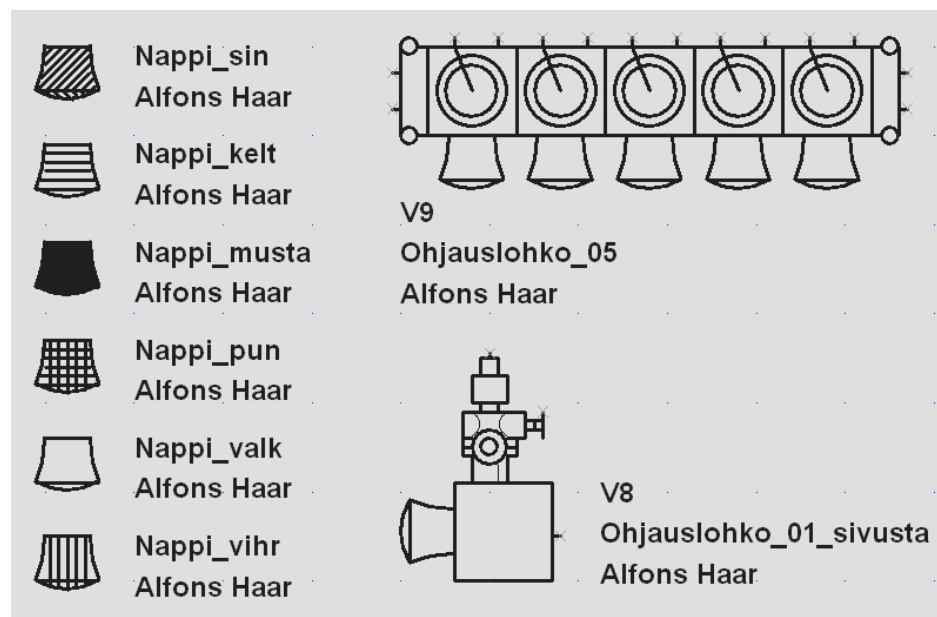 Nappi_sin
Alfons Haar
Nappi_kelt
Alfons Haar
Nappi_musta
Alfons Haar
Nappi_pun
Alfons Haar
Nappi_valk
Alfons Haar
Nappi_vihr
Alfons Haar
V9
Ohjauslohko_05
Alfons Haar
V8
Ohjauslohko_01_sivusta
Alfons Haar